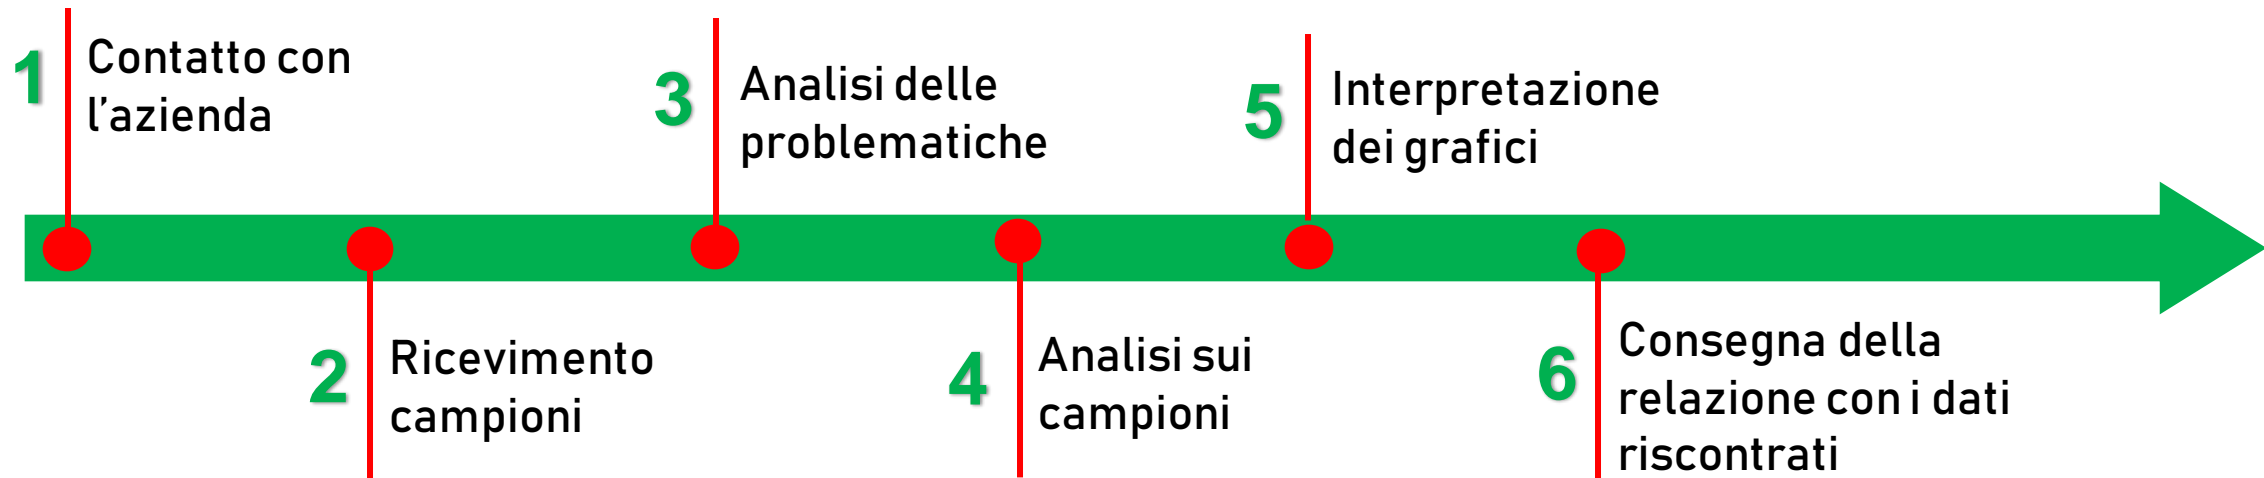 1
Contatto con
l’azienda
2
Ricevimento
campioni
3
Analisi delle
problematiche
4
Analisi sui
campioni
5
Interpretazione
dei grafici
6
Consegna della
relazione con i dati
riscontrati